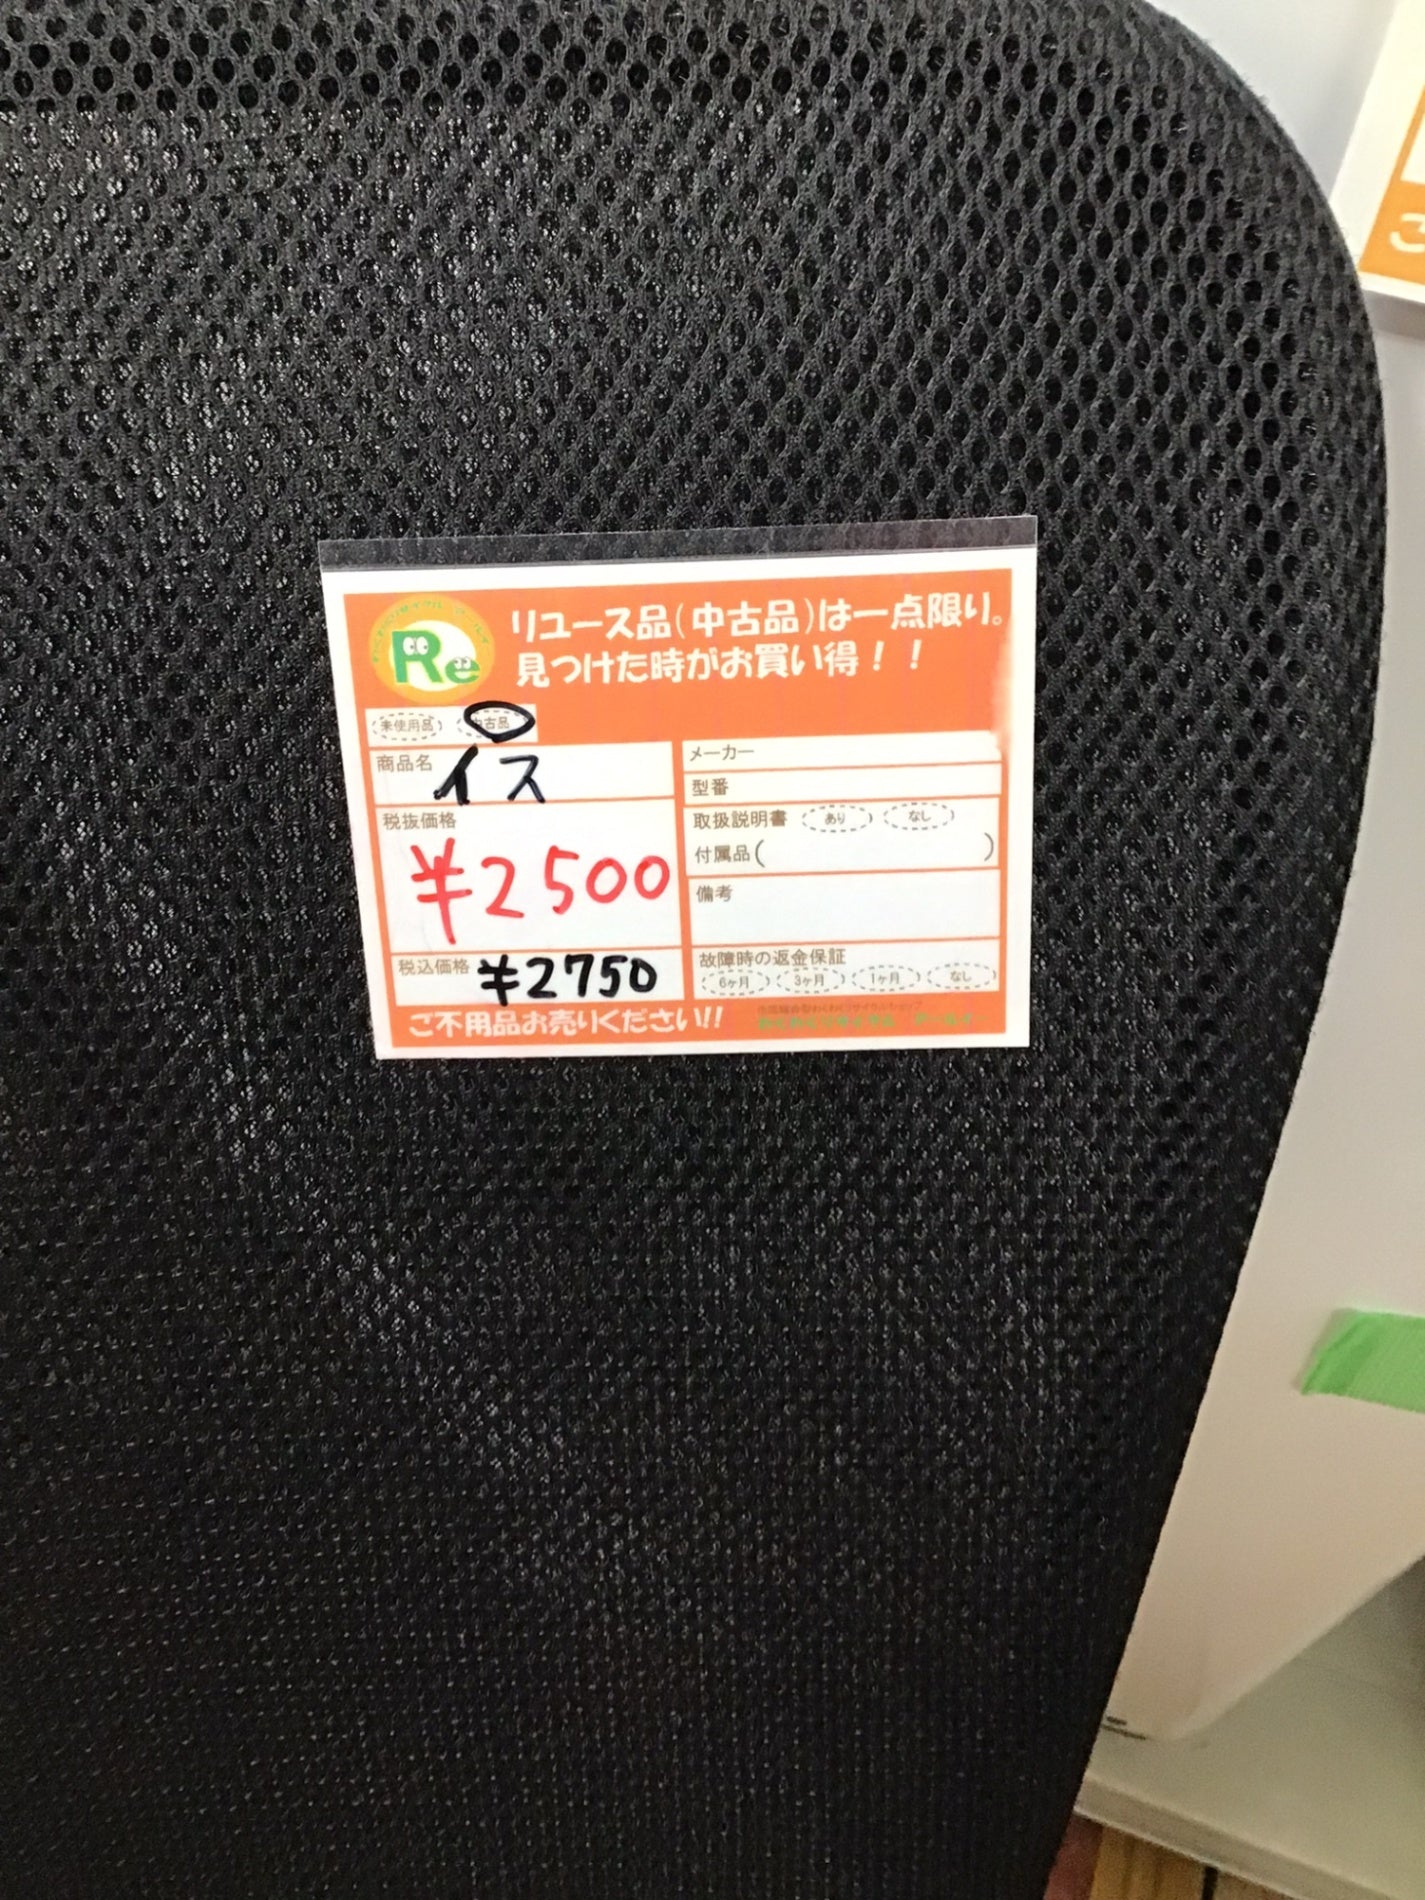 Re
リユース品(中古品)は一点限り。
見つけた時がお買い得!!
未使用品 中古品
商品名 イス
税抜価格
¥2500
税込価格 ¥2750
メーカー
型番
取扱説明書 あり なし
付属品( )
備考
故障時の返金保証
6ヶ月 3ヶ月 1ヶ月 なし
ご不用品お売りください!!